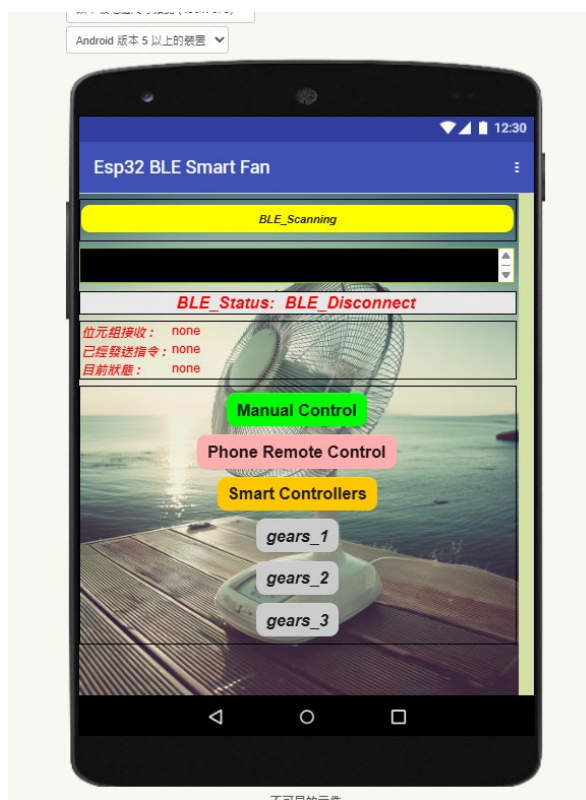 Android 版本 5 以上的裝置
12:30
Esp32 BLE Smart Fan
BLE_Scanning
BLE_Status: BLE_Disconnect
位元組接收： none
已經發送指令： none
目前狀態： none
Manual Control
Phone Remote Control
Smart Controllers
gears_1
gears_2
gears_3